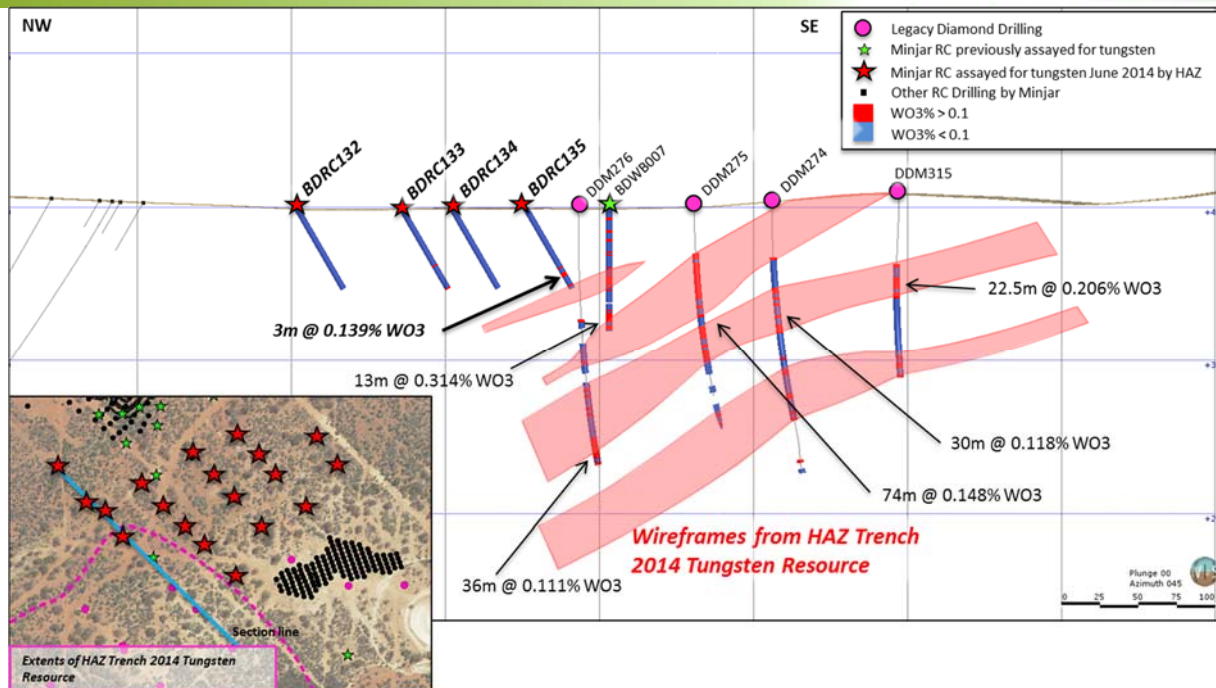 NW
SE
Legacy Diamond Drilling
Minjar RC previously assayed for tungsten
Minjar RC assayed for tungsten June 2014 by HAZ
Other RC Drilling by Minjar
WO3% > 0.1
WO3% < 0.1
BDRC132
BDRC133
BDRC134
BDRC135
DDM276
BDWB007
DDM275
DDM274
DDM315
3m @ 0.139% WO3
13m @ 0.314% WO3
36m @ 0.111% WO3
22.5m @ 0.206% WO3
30m @ 0.118% WO3
74m @ 0.148% WO3
Wireframes from HAZ Trench
2014 Tungsten Resource
Plunge 00
Azimuth 045
0 25 50 75 100
Section line
Extents of HAZ Trench 2014 Tungsten
Resource